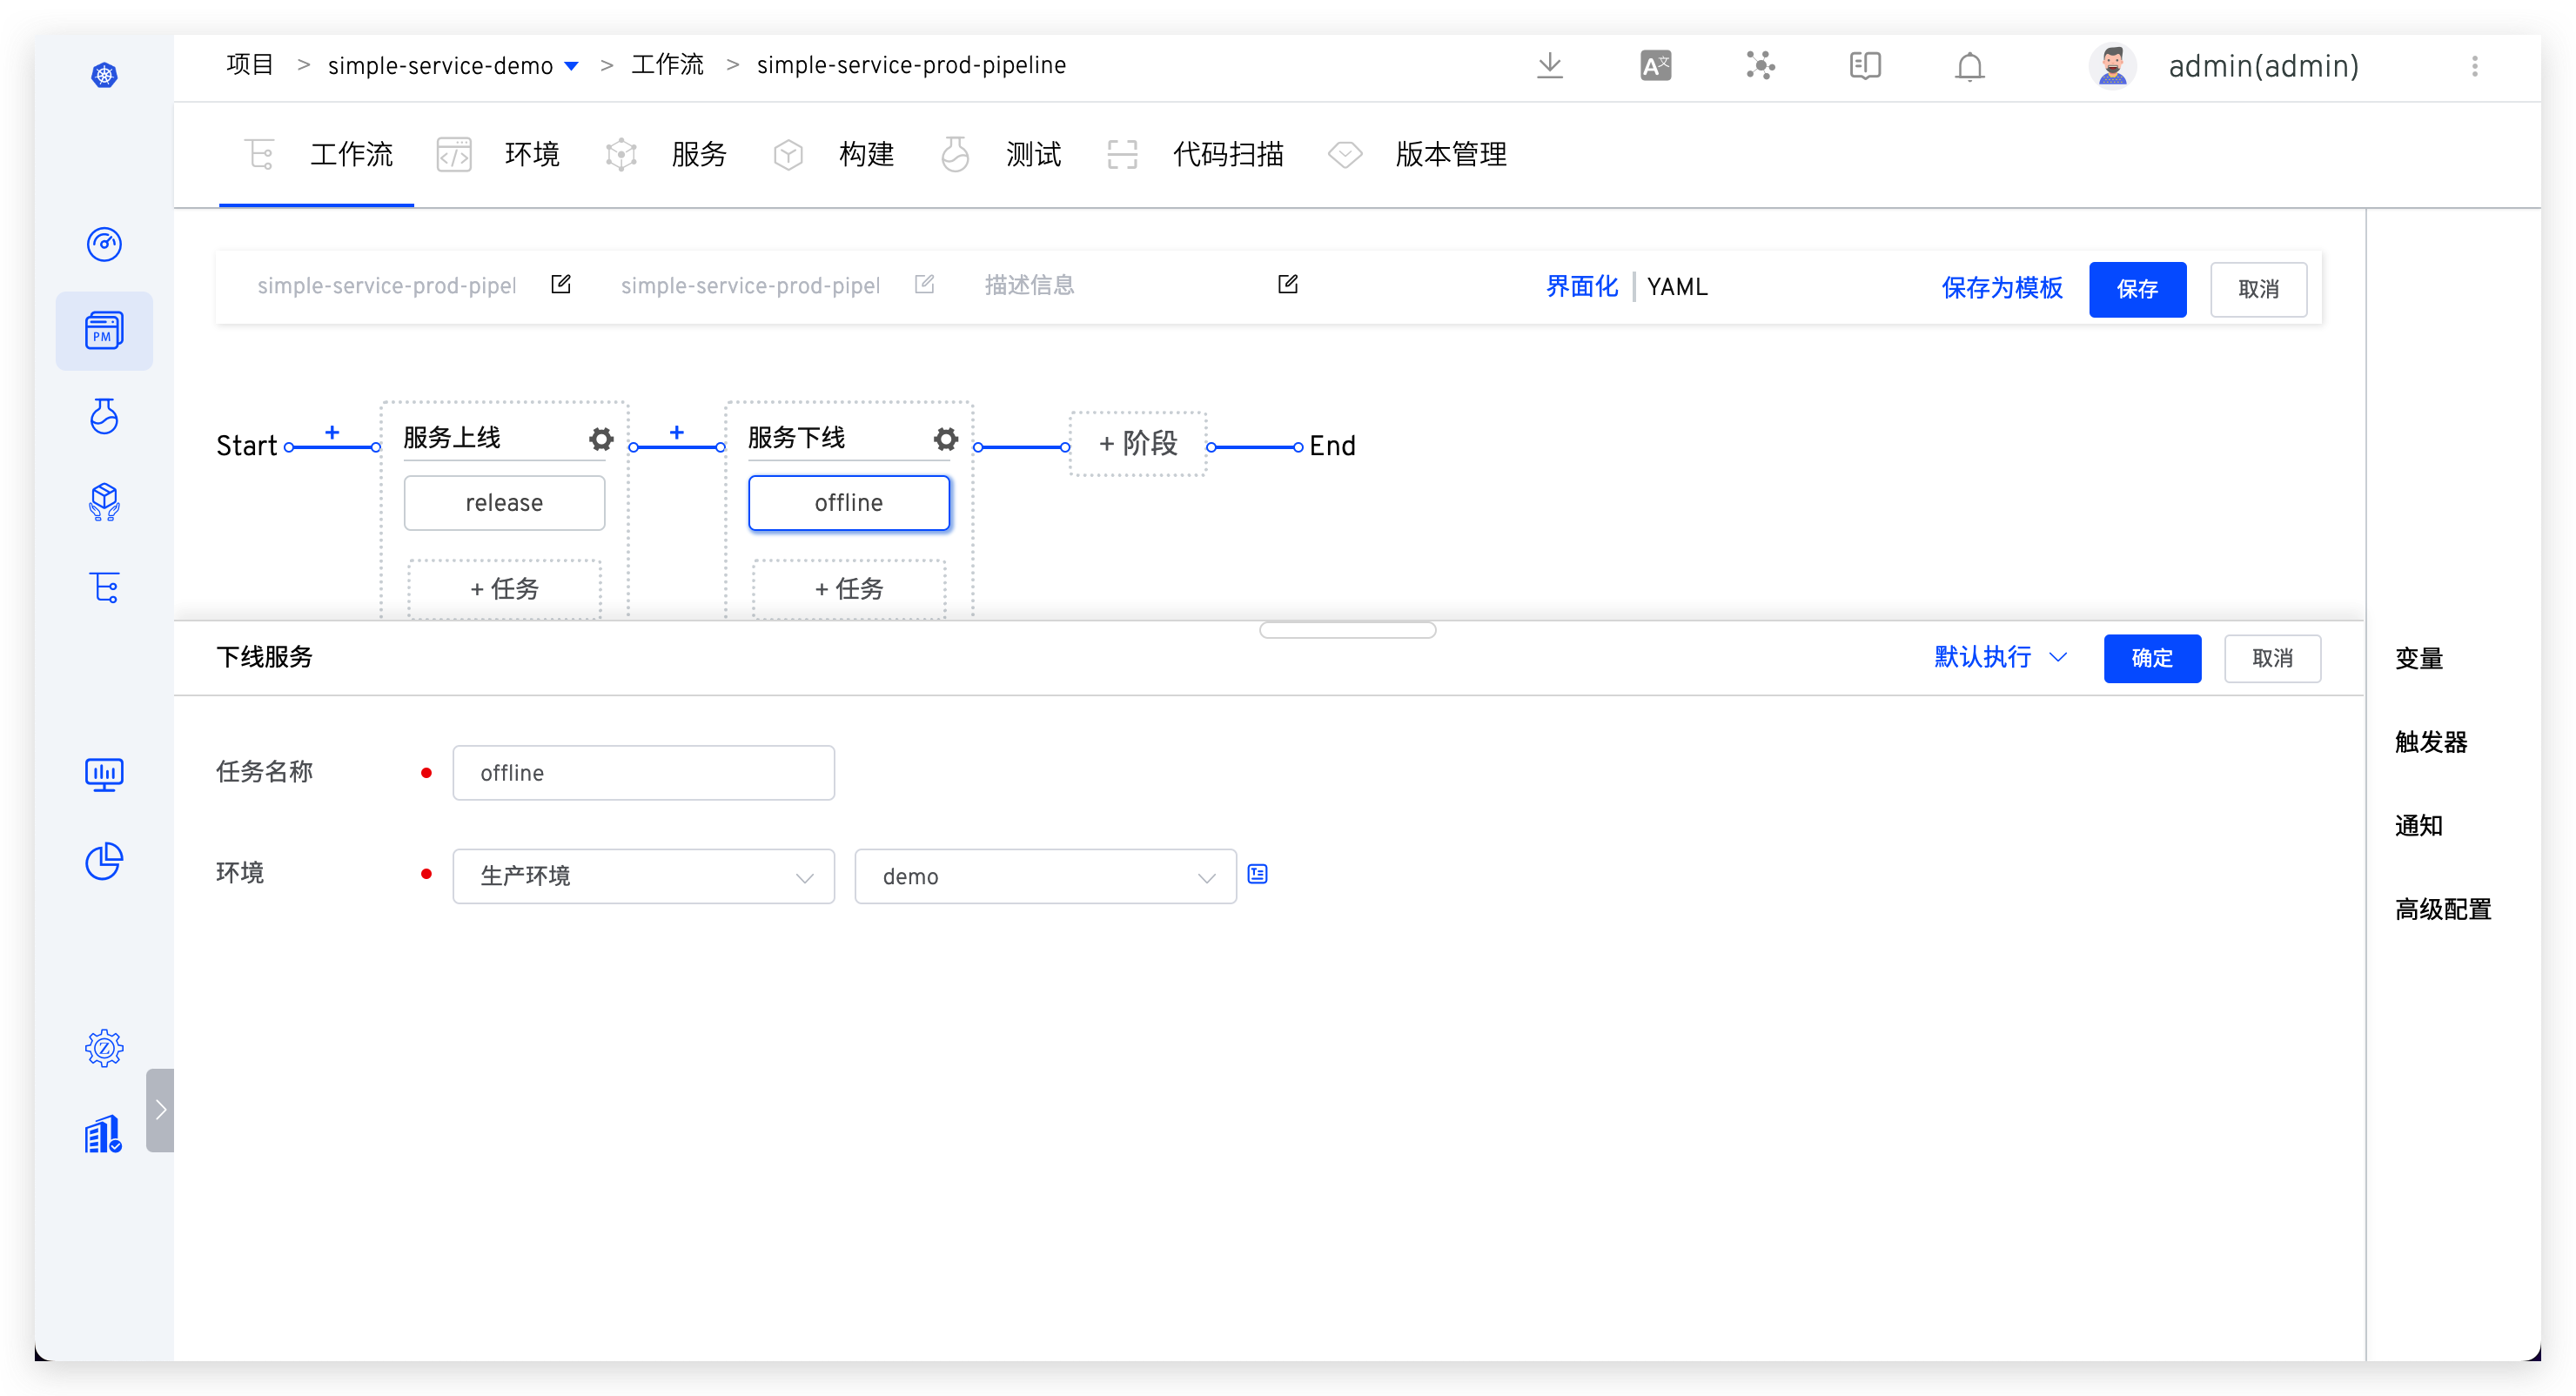 项目 > simple-service-demo > 工作流 > simple-service-prod-pipeline
A文
admin(admin)
工作流 环境 服务 构建 测试 代码扫描 版本管理
PM
simple-service-prod-pipel simple-service-prod-pipel 描述信息 界面化 | YAML 保存为模板 保存 取消
Start + 服务上线 + 服务下线 + 阶段 End
release offline
+ 任务 + 任务
下线服务 默认执行 确定 取消
变量
触发器
通知
高级配置
任务名称 offline
环境 生产环境 demo
Z